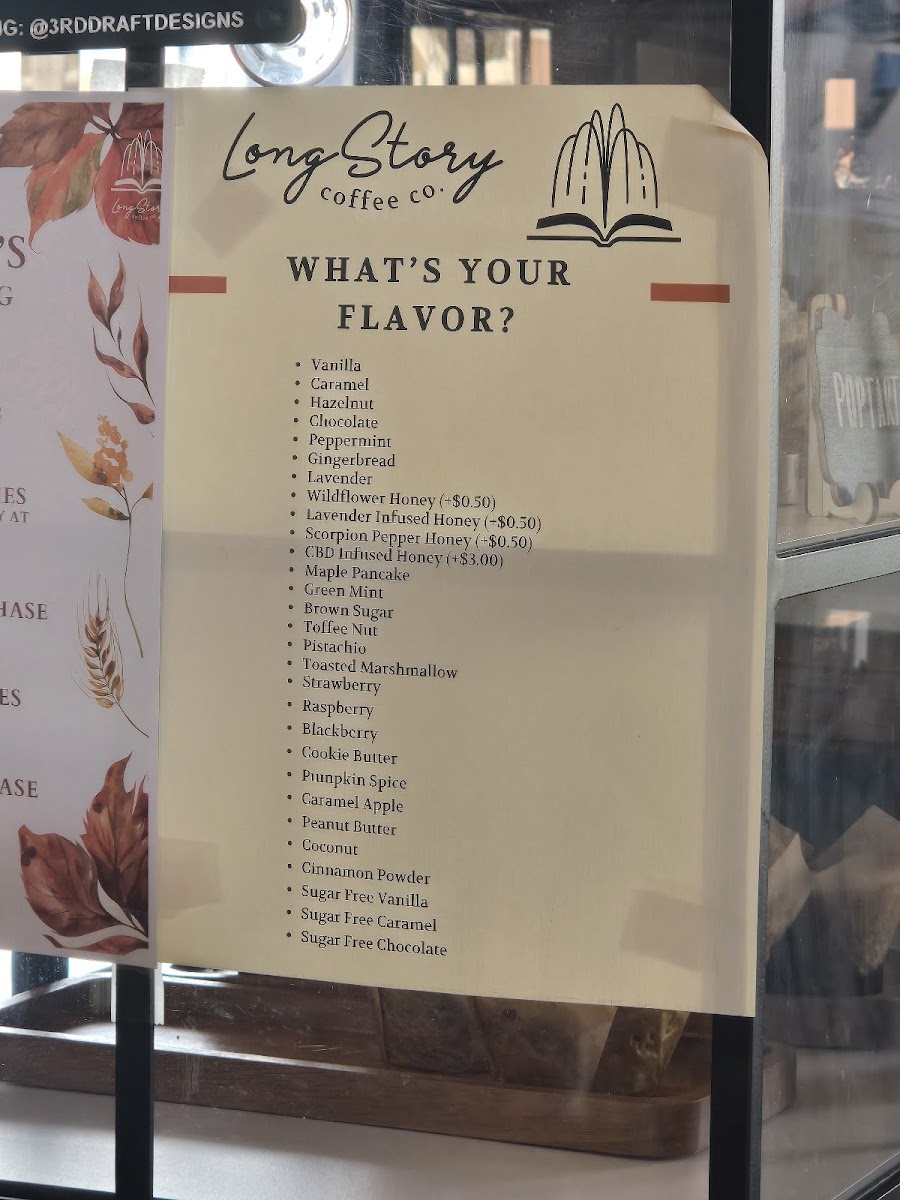 IG: @3RDDRAFTDESIGNS
Long Story
coffee co.
WHAT'S YOUR
FLAVOR?
• Vanilla
• Caramel
• Hazelnut
• Chocolate
• Peppermint
• Gingerbread
• Lavender
• Wildflower Honey (+$0.50)
• Lavender Infused Honey (+$0.50)
• Scorpion Pepper Honey (+$0.50)
• CBD Infused Honey (+$3.00)
• Maple Pancake
• Green Mint
• Brown Sugar
• Toffee Nut
• Pistachio
• Toasted Marshmallow
• Strawberry
• Raspberry
• Blackberry
• Cookie Butter
• Pumpkin Spice
• Caramel Apple
• Peanut Butter
• Coconut
• Cinnamon Powder
• Sugar Free Vanilla
• Sugar Free Caramel
• Sugar Free Chocolate